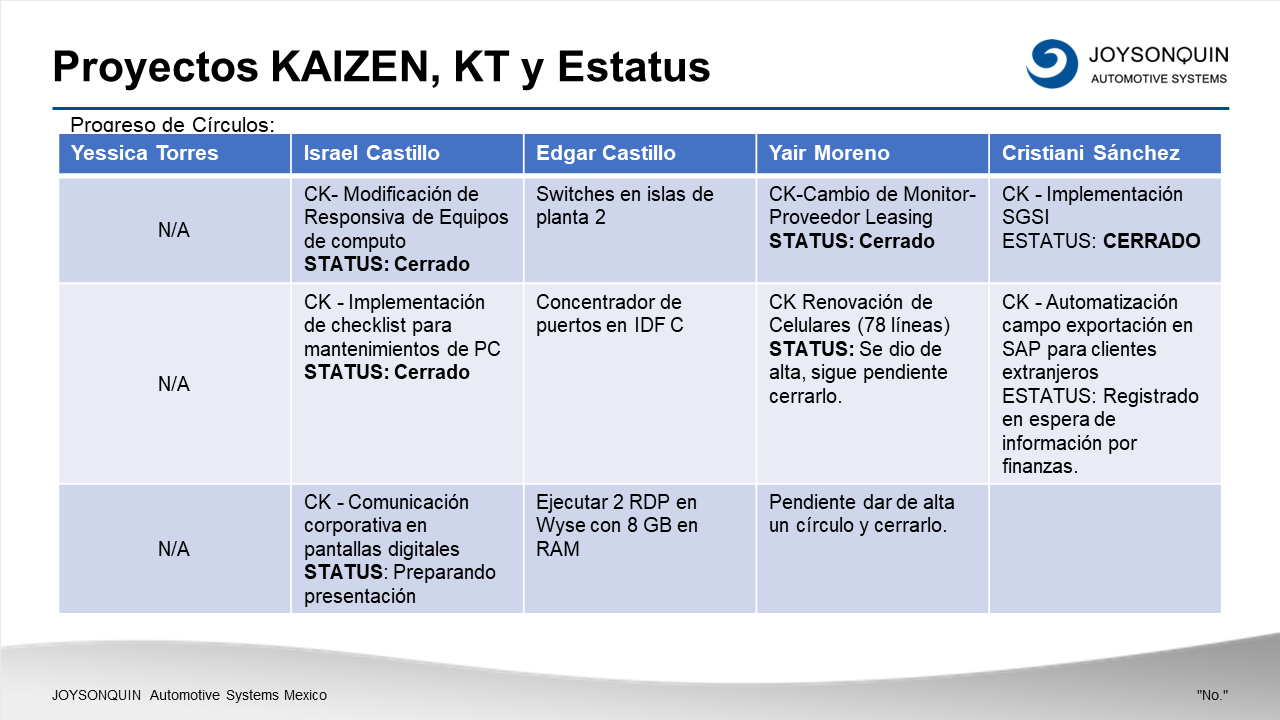 Proyectos KAIZEN, KT y Estatus
JOYSONQUIN
AUTOMOTIVE SYSTEMS
Progreso de Círculos:
Yessica Torres
Israel Castillo
Edgar Castillo
Yair Moreno
Cristiani Sánchez
N/A
CK- Modificación de
Responsiva de Equipos
de computo
STATUS: Cerrado
Switches en islas de
planta 2
CK-Cambio de Monitor-
Proveedor Leasing
STATUS: Cerrado
CK - Implementación
SGSI
ESTATUS: CERRADO
N/A
CK - Implementación
de checklist para
mantenimientos de PC
STATUS: Cerrado
Concentrador de
puertos en IDF C
CK Renovación de
Celulares (78 líneas)
STATUS: Se dio de
alta, sigue pendiente
cerrarlo.
CK - Automatización
campo exportación en
SAP para clientes
extranjeros
ESTATUS: Registrado
en espera de
información por
finanzas.
N/A
CK - Comunicación
corporativa en
pantallas digitales
STATUS: Preparando
presentación
Ejecutar 2 RDP en
Wyse con 8 GB en
RAM
Pendiente dar de alta
un círculo y cerrarlo.
JOYSONQUIN Automotive Systems Mexico
"No."